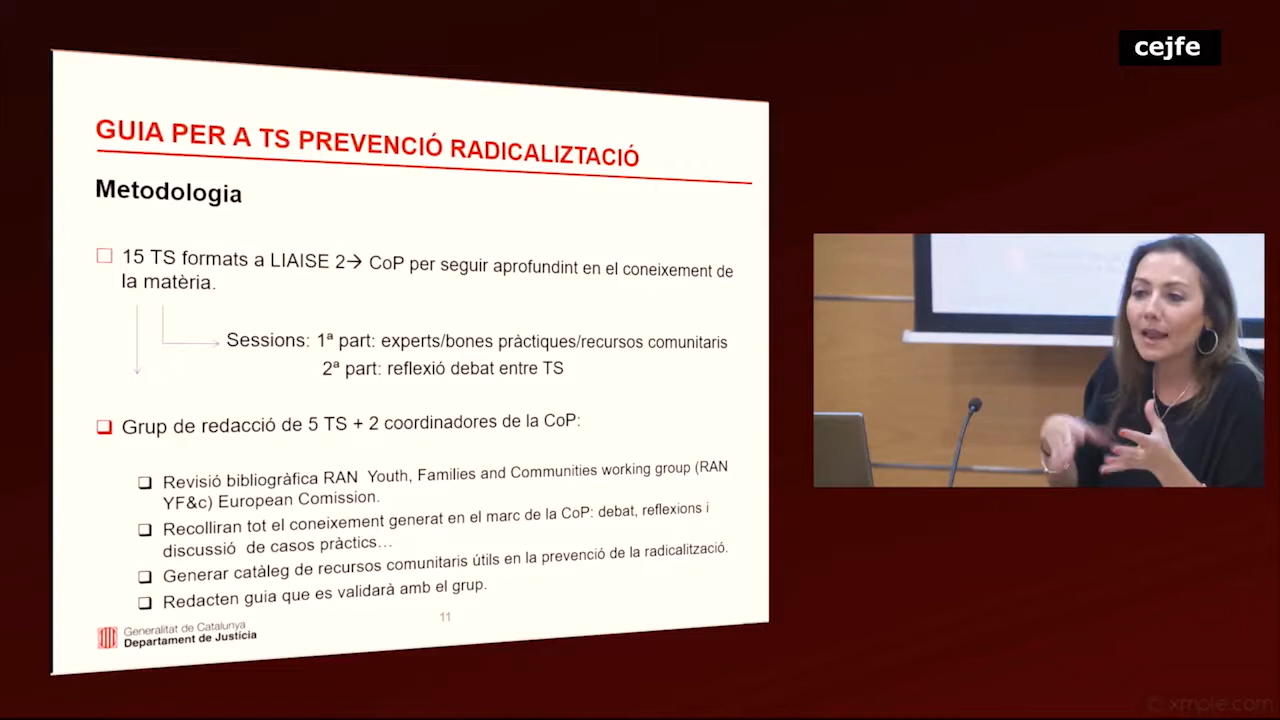 cejfe
GUIA PER A TS PREVENCIÓ RADICALIZTACIÓ
Metodologia
15 TS formats a LIAISE 2→ CoP per seguir aprofundint en el coneixement de
la matèria.
Sessions: 1ª part: experts/bones pràctiques/recursos comunitaris
2ª part: reflexió debat entre TS
Grup de redacció de 5 TS + 2 coordinadores de la CoP:
Revisió bibliogràfica RAN Youth, Families and Communities working group (RAN
YF&c) European Comission.
Recolliran tot el coneixement generat en el marc de la CoP: debat, reflexions i
discussió de casos pràctics…
Generar catàleg de recursos comunitaris útils en la prevenció de la radicalització.
Redacten guia que es validarà amb el grup.
11
Generalitat de Catalunya
Departament de Justícia
© xmple.com